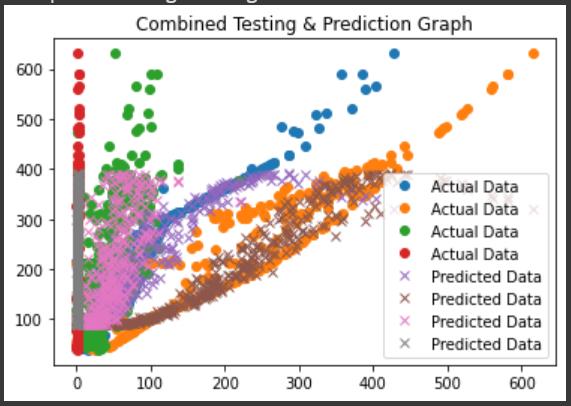 Combined Testing & Prediction Graph
600
500
400
300
200
100
0 100 200 300 400 500 600
Actual Data
Actual Data
Actual Data
Actual Data
Predicted Data
Predicted Data
Predicted Data
Predicted Data